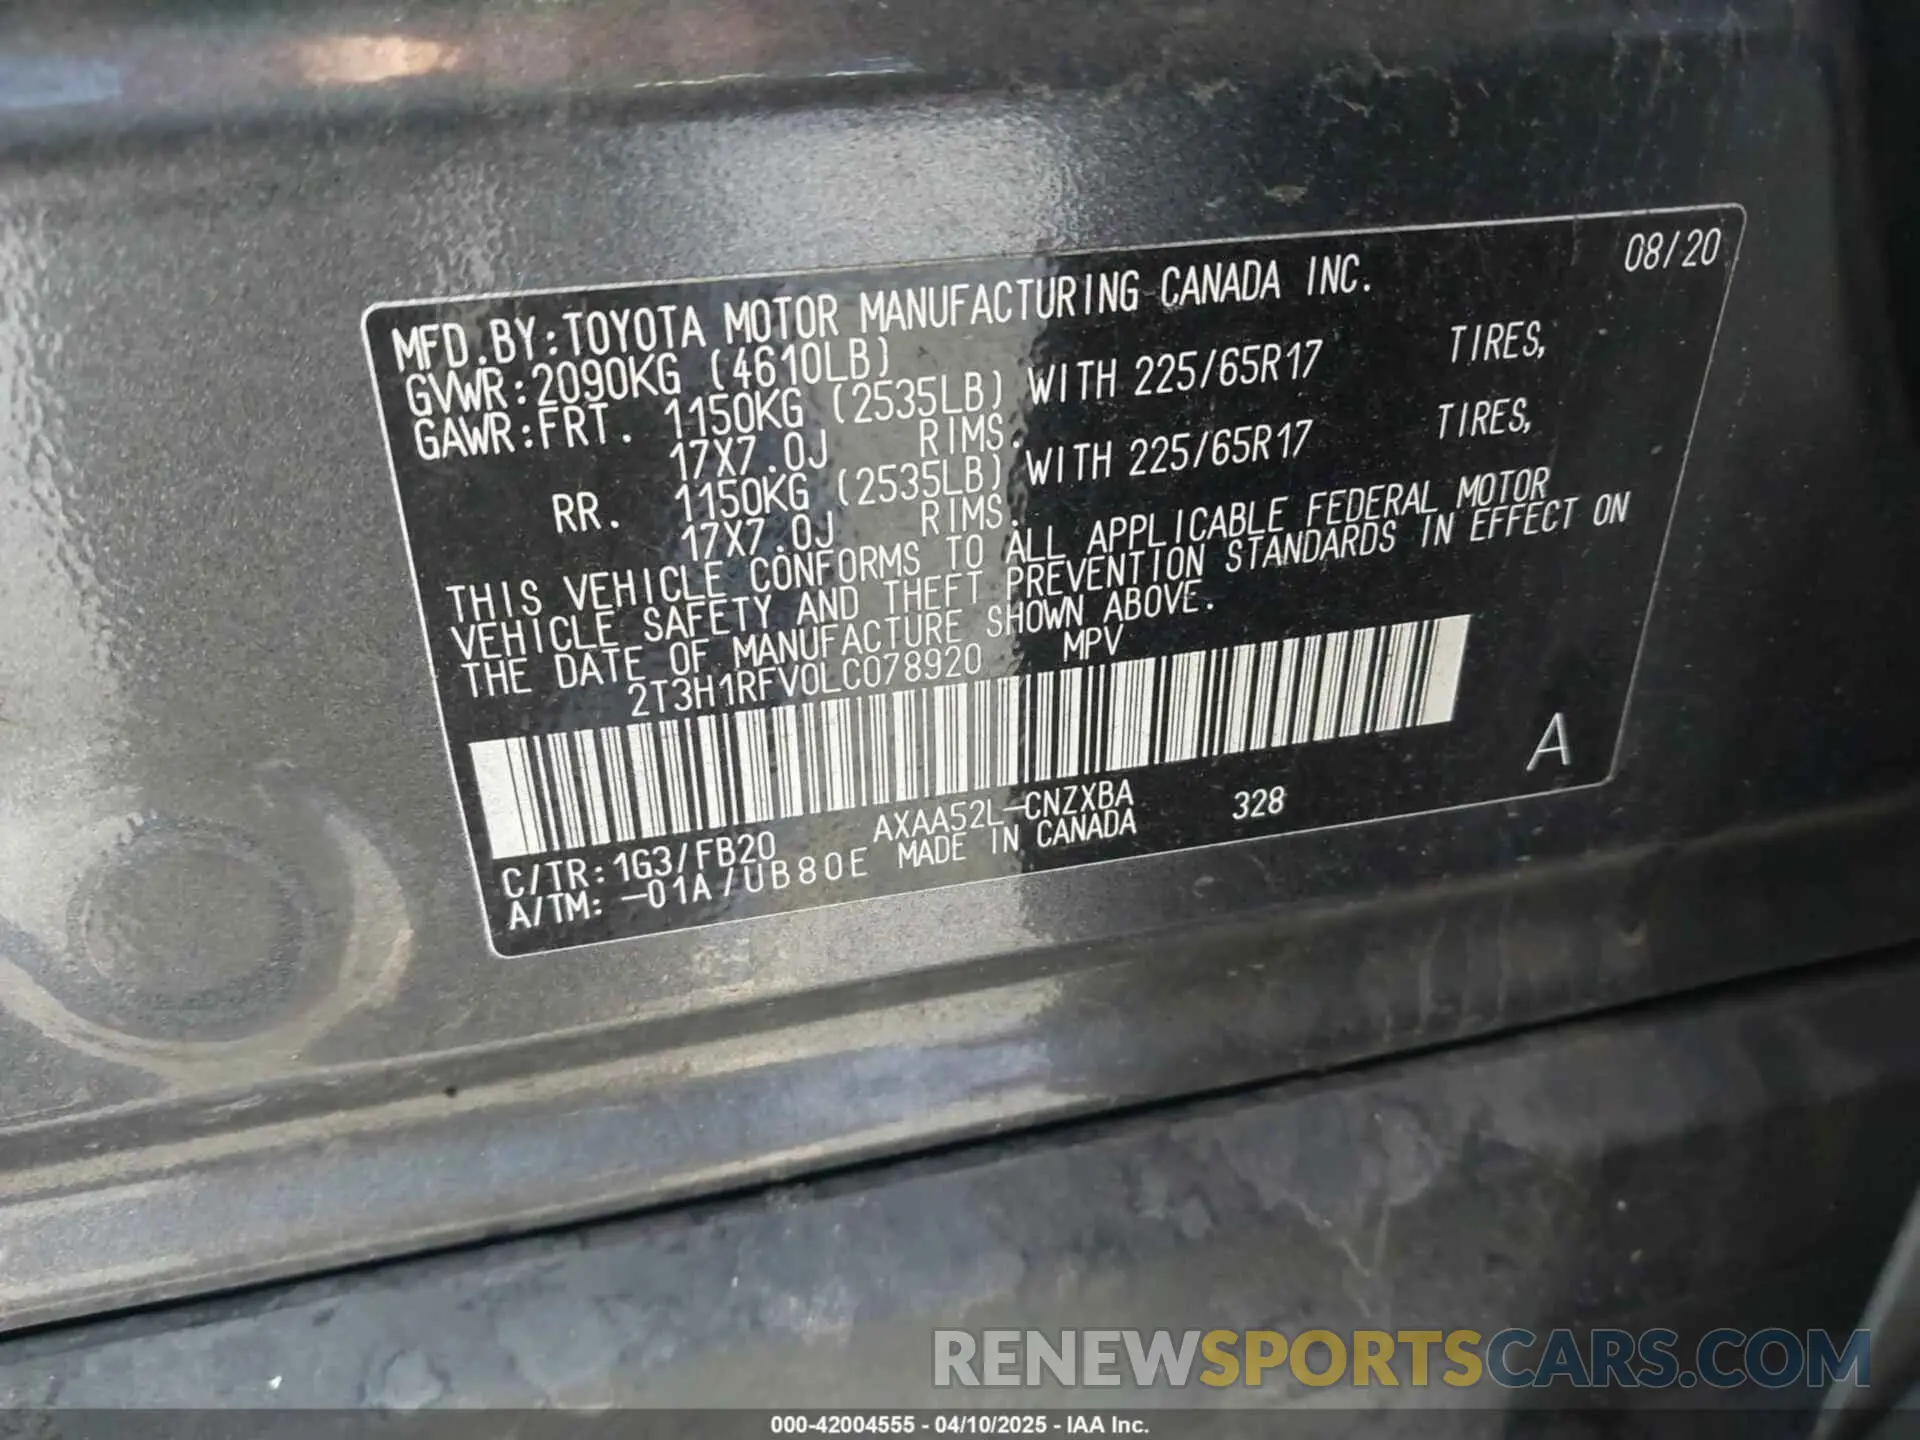 08/20
MFD.BY:TOYOTA MOTOR MANUFACTURING CANADA INC.
GVWR:2090KG (4610LB)
GAWR:FRT. 1150KG (2535LB) WITH 225/65R17 TIRES,
17X7.0J RIMS.
RR. 1150KG (2535LB) WITH 225/65R17 TIRES,
17X7.0J RIMS.
THIS VEHICLE CONFORMS TO ALL APPLICABLE FEDERAL MOTOR
VEHICLE SAFETY AND THEFT PREVENTION STANDARDS IN EFFECT ON
THE DATE OF MANUFACTURE SHOWN ABOVE.
2T3H1RFV0LC078920 MPV
A
AXAA52L-CNZXBA 328
C/TR:1G3/FB20 MADE IN CANADA
A/TM:-01A/UB80E
RENEWSPORTSCARS.COM
000-42004555 - 04/10/2025 - IAA Inc.